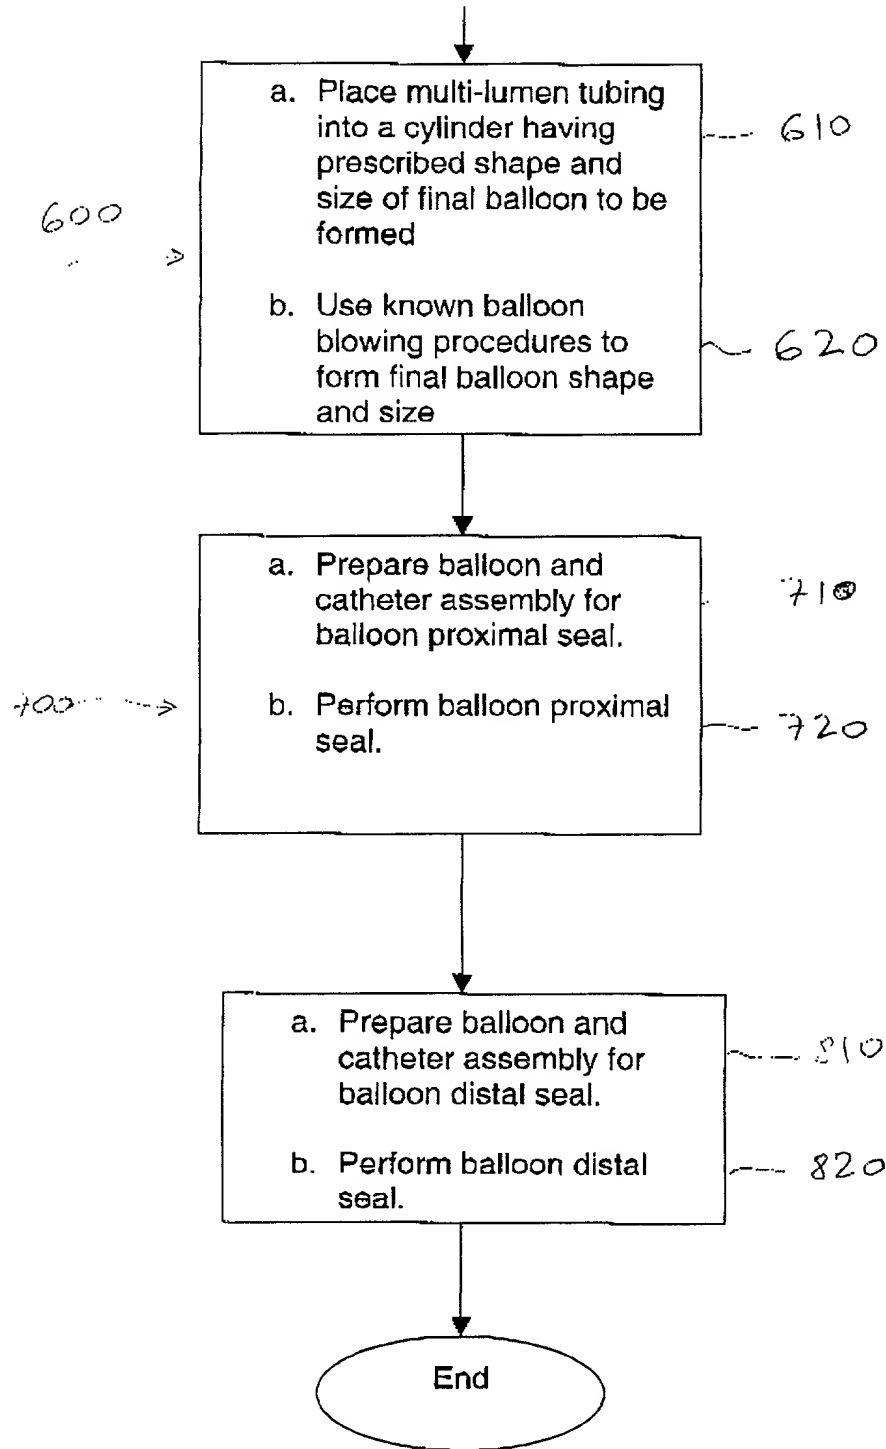 a. Place multi-lumen tubing
into a cylinder having
prescribed shape and
size of final balloon to be
formed
610
600
b. Use known balloon
blowing procedures to
form final balloon shape
and size
620
a. Prepare balloon and
catheter assembly for
balloon proximal seal.
710
700
b. Perform balloon proximal
seal.
720
a. Prepare balloon and
catheter assembly for
balloon distal seal.
810
b. Perform balloon distal
seal.
820
End